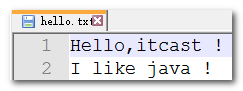 hello.txt
1 Hello,itcast !
2 I like java !